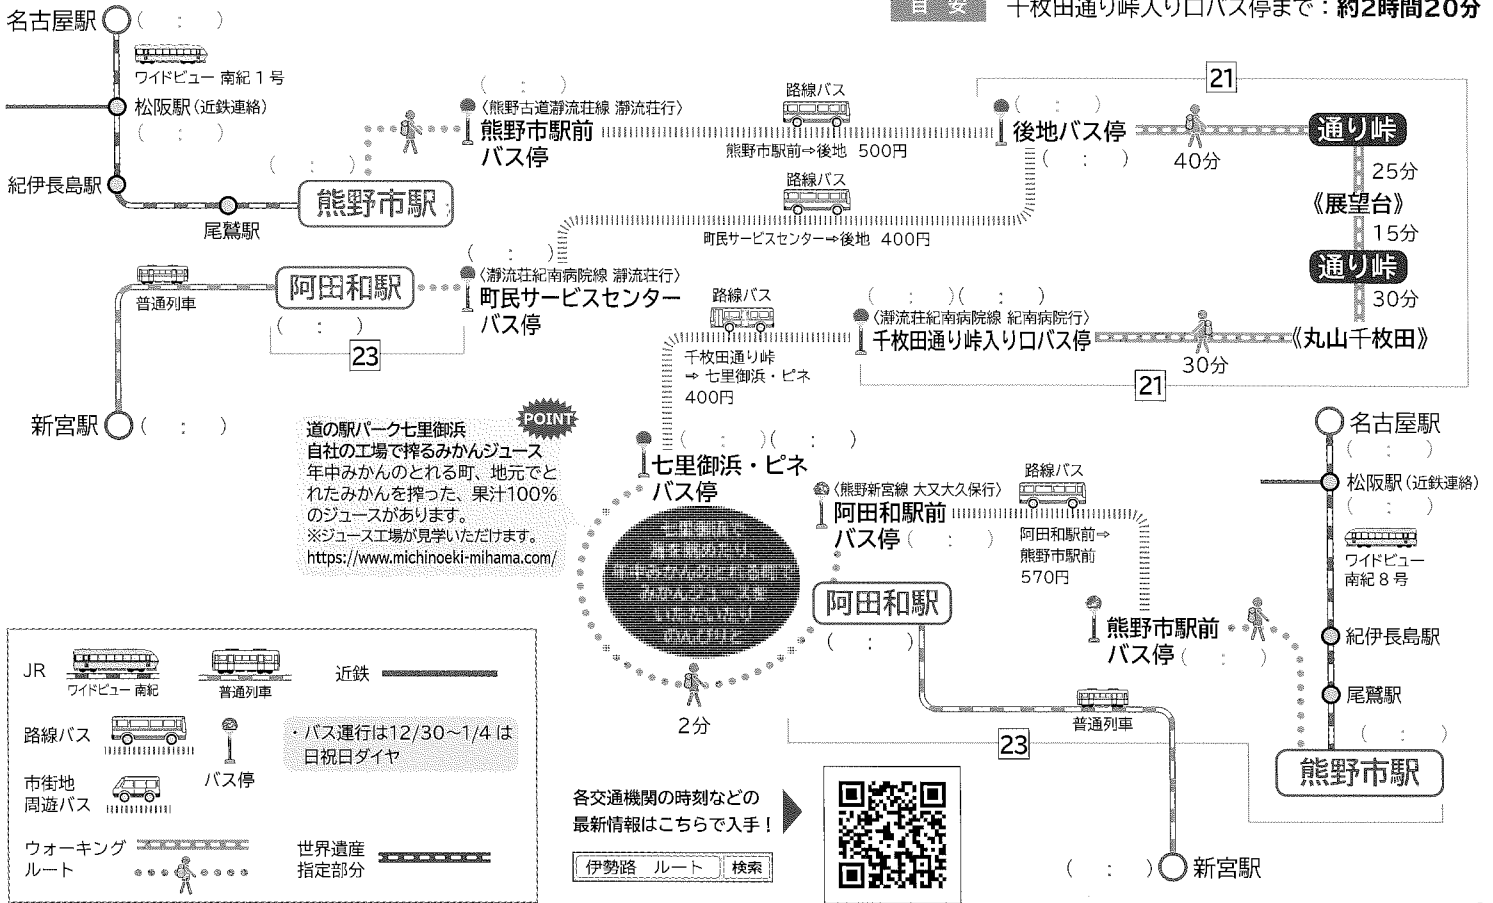 名古屋駅 ( : )
目安 千枚田通り峠入り口バス停まで：約2時間20分
ワイドビュー 南紀 1 号
松阪駅 (近鉄連絡)
( : )
紀伊長島駅
尾鷲駅
( : )
熊野市駅
( : )
〈熊野古道瀞流荘線 瀞流荘行〉
熊野市駅前
バス停
路線バス
熊野市駅前⇒後地 500円
21
( : )
後地バス停
( : )
40分
通り峠
25分
《展望台》
15分
通り峠
30分
《丸山千枚田》
30分
21
路線バス
町民サービスセンター⇒後地 400円
( : )
〈瀞流荘紀南病院線 瀞流荘行〉
町民サービスセンター
バス停
阿田和駅
( : )
普通列車
23
新宮駅 ( : )
( : )( : )
〈瀞流荘紀南病院線 紀南病院行〉
千枚田通り峠入り口バス停
路線バス
千枚田通り峠
⇒ 七里御浜・ピネ
400円
POINT
道の駅パーク七里御浜
自社の工場で搾るみかんジュース
年中みかんのとれる町、地元でと
れたみかんを搾った、果汁100%
のジュースがあります。
※ジュース工場が見学いただけます。
https://www.michinoeki-mihama.com/
( : )( : )
七里御浜・ピネ
バス停
2分
〈熊野新宮線 大又大久保行〉
阿田和駅前
バス停 ( : )
路線バス
阿田和駅前⇒
熊野市駅前
570円
阿田和駅
( : )
熊野市駅前
バス停 ( : )
普通列車
23
( : ) 新宮駅
名古屋駅
( : )
松阪駅 (近鉄連絡)
( : )
ワイドビュー
南紀 8 号
紀伊長島駅
尾鷲駅
( : )
熊野市駅
JR
ワイドビュー 南紀
普通列車
近鉄
路線バス
バス停
・バス運行は12/30～1/4 は
日祝日ダイヤ
市街地
周遊バス
ウォーキング
ルート
世界遺産
指定部分
各交通機関の時刻などの
最新情報はこちらで入手！
伊勢路 ルート 検索